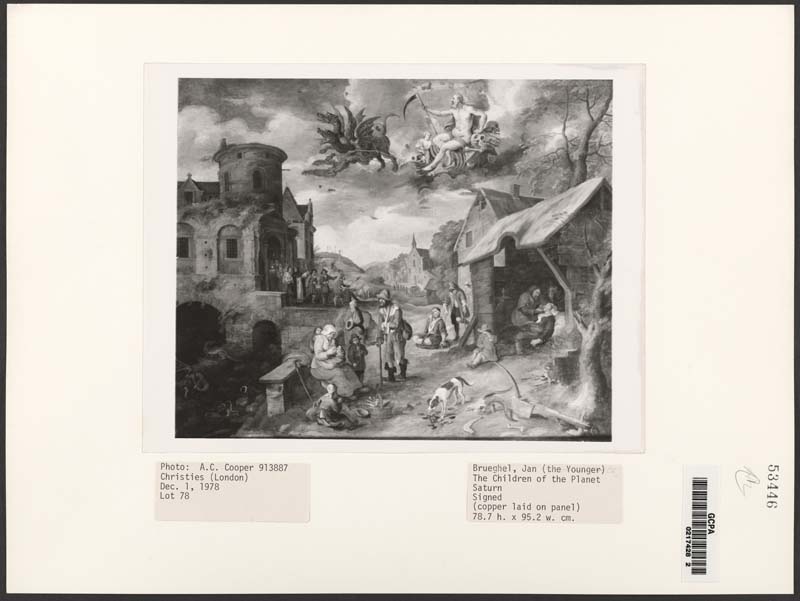 Photo: A.C. Cooper 913887
Christies (London)
Dec. 1, 1978
Lot 78
Brueghel, Jan (the Younger)
The Children of the Planet
Saturn
Signed
(copper laid on panel)
78.7 h. x 95.2 w. cm.
GCPA
0217428 2
53446